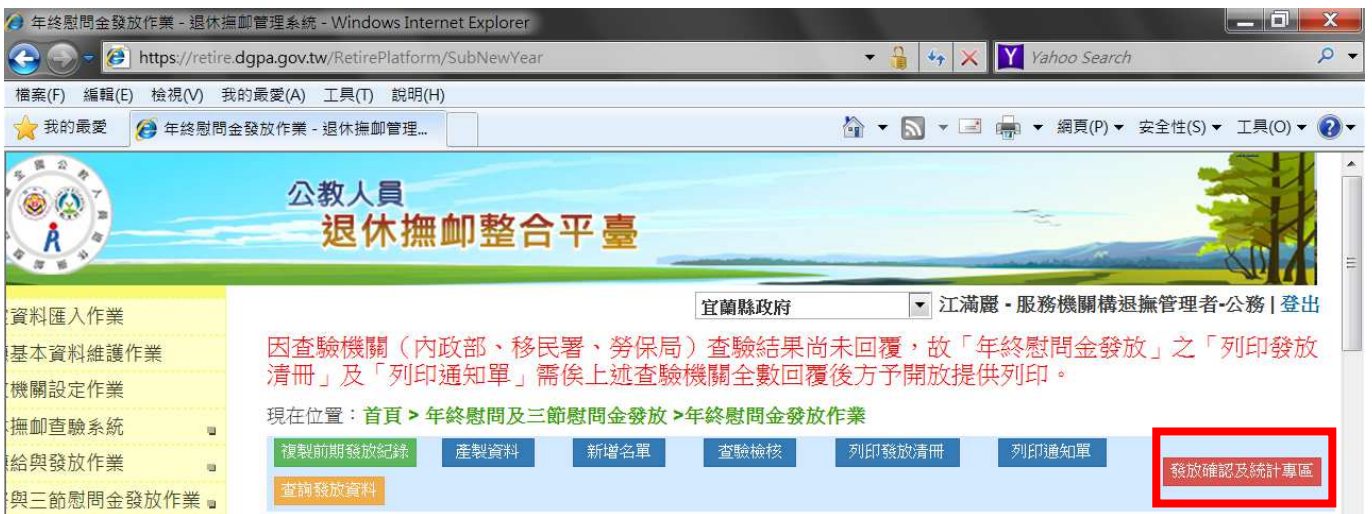 年終慰問金發放作業 - 退休撫卹管理系統 - Windows Internet Explorer
https://retire.dgpa.gov.tw/RetirePlatform/SubNewYear
Yahoo Search
檔案(F) 編輯(E) 檢視(V) 我的最愛(A) 工具(T) 說明(H)
我的最愛 年終慰問金發放作業 - 退休撫卹管理...
網頁(P) 安全性(S) 工具(O)
公教人員
退休撫卹整合平臺
宜蘭縣政府 江滿麗 - 服務機關構退撫管理者-公務 | 登出
資料匯入作業
基本資料維護作業
機關設定作業
撫卹查驗系統
給與發放作業
與三節慰問金發放作業
因查驗機關（內政部、移民署、勞保局）查驗結果尚未回覆，故「年終慰問金發放」之「列印發放
清冊」及「列印通知單」需俟上述查驗機關全數回覆後方予開放提供列印。
現在位置：首頁 > 年終慰問及三節慰問金發放 >年終慰問金發放作業
複製前期發放紀錄 產製資料 新增名單 查驗檢核 列印發放清冊 列印通知單
發放確認及統計專區
查詢發放資料